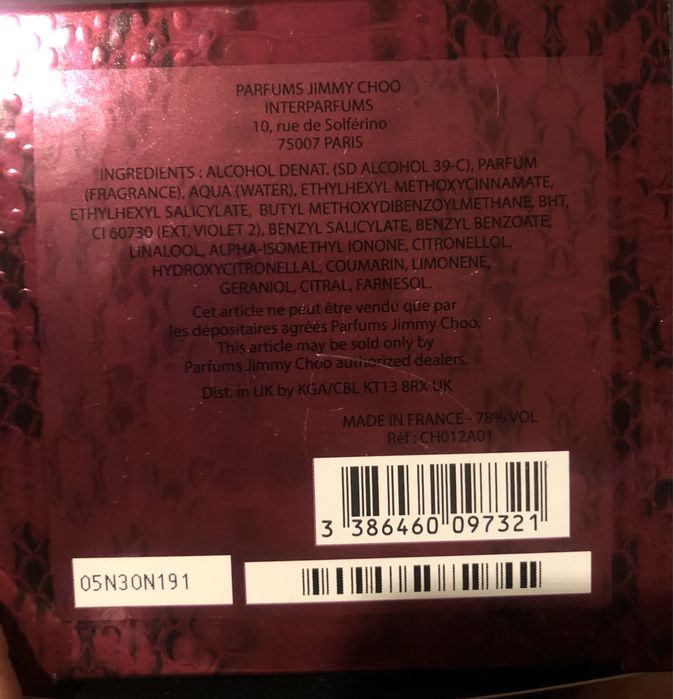 PARFUMS JIMMY CHOO
INTERPARFUMS
10, rue de Solférino
75007 PARIS
INGREDIENTS : ALCOHOL DENAT. (SD ALCOHOL 39-C), PARFUM
(FRAGRANCE), AQUA (WATER), ETHYLHEXYL METHOXYCINNAMATE,
ETHYLHEXYL SALICYLATE, BUTYL METHOXYDIBENZOYLMETHANE, BHT,
CI 60730 (EXT. VIOLET 2), BENZYL SALICYLATE, BENZYL BENZOATE,
LINALOOL, ALPHA-ISOMETHYL IONONE, CITRONELLOL,
HYDROXYCITRONELLAL, COUMARIN, LIMONENE,
GERANIOL, CITRAL, FARNESOL.
Cet article ne peut être vendu que par
les dépositaires agréés Parfums Jimmy Choo.
This article may be sold only by
Parfums Jimmy Choo authorized dealers.
Dist. in UK by KGA/CBL KT13 8RX UK
MADE IN FRANCE - 78% VOL
Réf : CH012A01
3 386460 097321
05N30N191